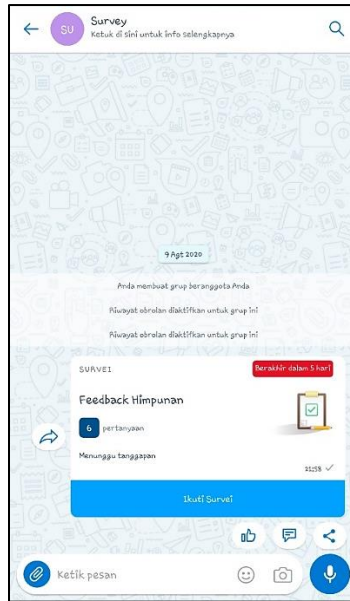 SU
Survey
Ketuk di sini untuk info selengkapnya
9 Agt 2020
Anda membuat grup beranggota Anda
Riwayat obrolan diaktifkan untuk grup ini
Riwayat obrolan diaktifkan untuk grup ini
SURVEI
Berakhir dalam 5 hari
Feedback Himpunan
6 pertanyaan
Menunggu tanggapan
21:58
Ikuti Survei
Ketik pesan